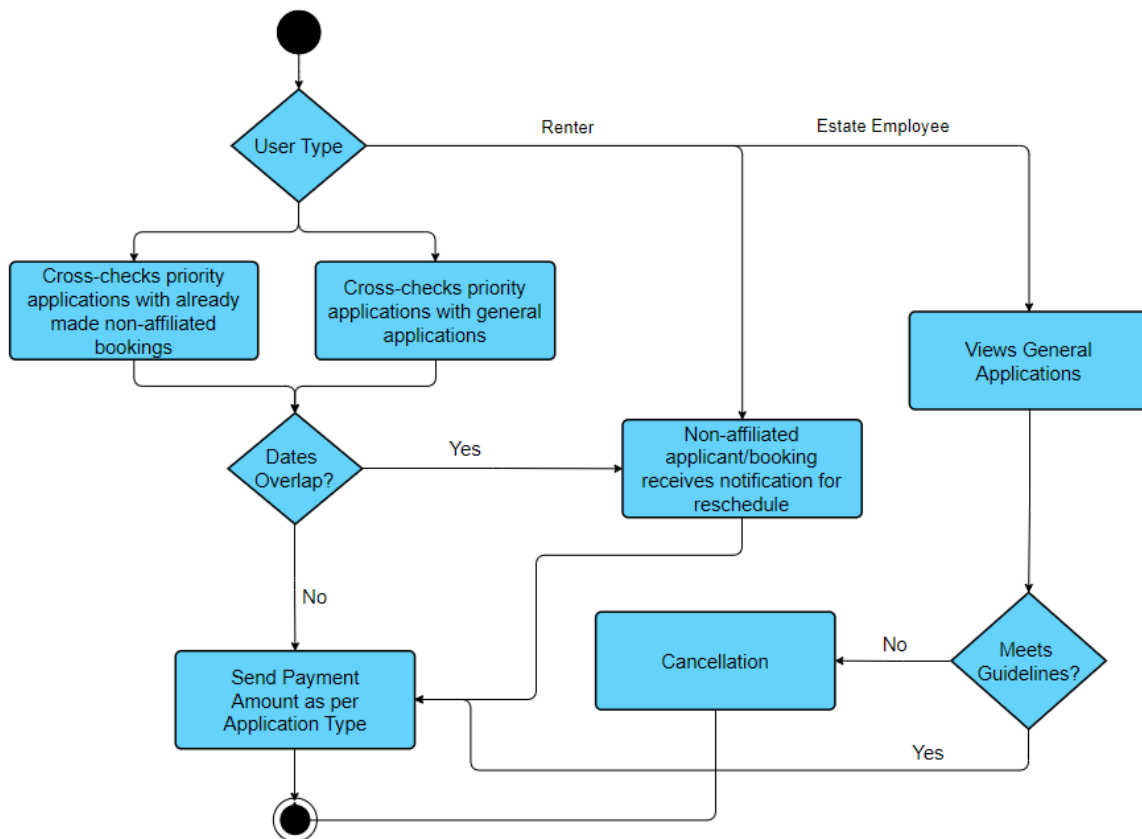 Renter
Estate Employee
User Type
Cross-checks priority
applications with already
made non-affiliated
bookings
Cross-checks priority
applications with general
applications
Views General
Applications
Dates
Overlap?
Yes
Non-affiliated
applicant/booking
receives notification for
reschedule
No
Send Payment
Amount as per
Application Type
Cancellation
No
Meets
Guidelines?
Yes